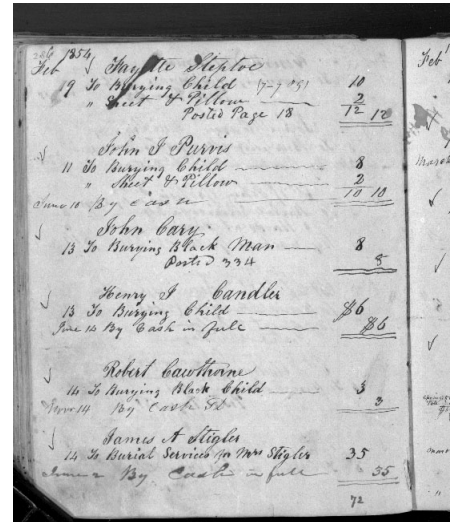 1854
Feb Fayette Steptoe
19 To Burying Child 10
" Sheet & Pillow 2
Posted Page 18 12 12
John J Purvis
11 To Burying Child 8
" Sheet & Pillow 2
10 10
June 10 By Cash
John Cary
13 To Burying Black Man 8
Posted 334 8
Henry J Candler
13 To Burying Child $6
June 14 By Cash in full $6
Robert Cawthorne
14 To Burying Black Child 3
14 By Cash 3
James A Stigler
14 To Burial Services for Mrs Stigler 35
By Cash in full 35
72
Feb
March